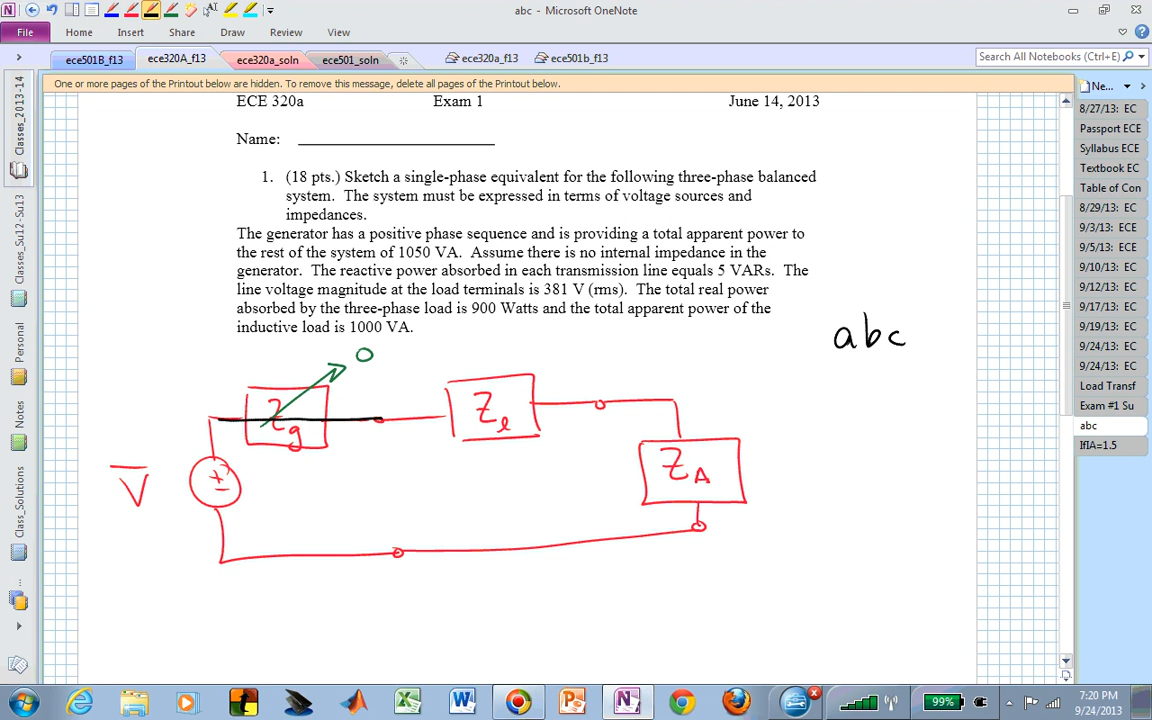 abc - Microsoft OneNote
File Home Insert Share Draw Review View
ece501B_f13 ece320A_f13 ece320a_soln ece501_soln ece320a_f13 ece501b_f13
Search All Notebooks (Ctrl+E)
One or more pages of the Printout below are hidden. To remove this message, delete all pages of the Printout below.
Ne...
Classes_2013-14
Classes_Su12-Su13
Personal
Notes
Class_Solutions
8/27/13: EC
Passport ECE
Syllabus ECE
Textbook EC
Table of Con
8/29/13: EC
9/3/13: ECE
9/5/13: ECE
9/10/13: EC
9/12/13: EC
9/17/13: EC
9/19/13: EC
9/24/13: EC
9/24/13: EC
Load Transf
Exam #1 Su
abc
IfIA=1.5
ECE 320a Exam 1 June 14, 2013
Name:
1. (18 pts.) Sketch a single-phase equivalent for the following three-phase balanced
system. The system must be expressed in terms of voltage sources and
impedances.
The generator has a positive phase sequence and is providing a total apparent power to
the rest of the system of 1050 VA. Assume there is no internal impedance in the
generator. The reactive power absorbed in each transmission line equals 5 VARs. The
line voltage magnitude at the load terminals is 381 V (rms). The total real power
absorbed by the three-phase load is 900 Watts and the total apparent power of the
inductive load is 1000 VA.
abc
0
Zg
Zl
ZA
V
+
-
99%
7:20 PM
9/24/2013